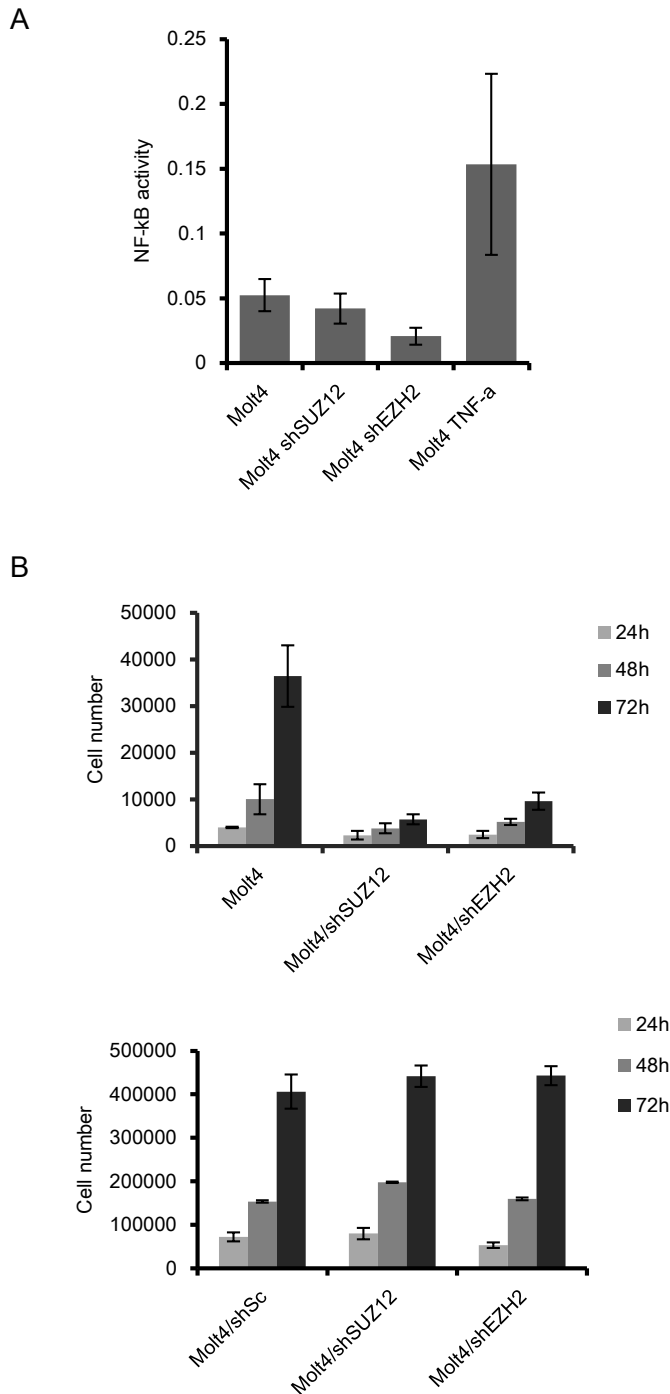 A
0.25
0.2
0.15
0.1
0.05
0
NF-kB activity
Molt4
Molt4 shSUZ12
Molt4 shEZH2
Molt4 TNF-a
B
50000
40000
30000
20000
10000
0
Cell number
24h
48h
72h
Molt4
Molt4/shSUZ12
Molt4/shEZH2
500000
400000
300000
200000
100000
0
Cell number
24h
48h
72h
Molt4/shSc
Molt4/shSUZ12
Molt4/shEZH2